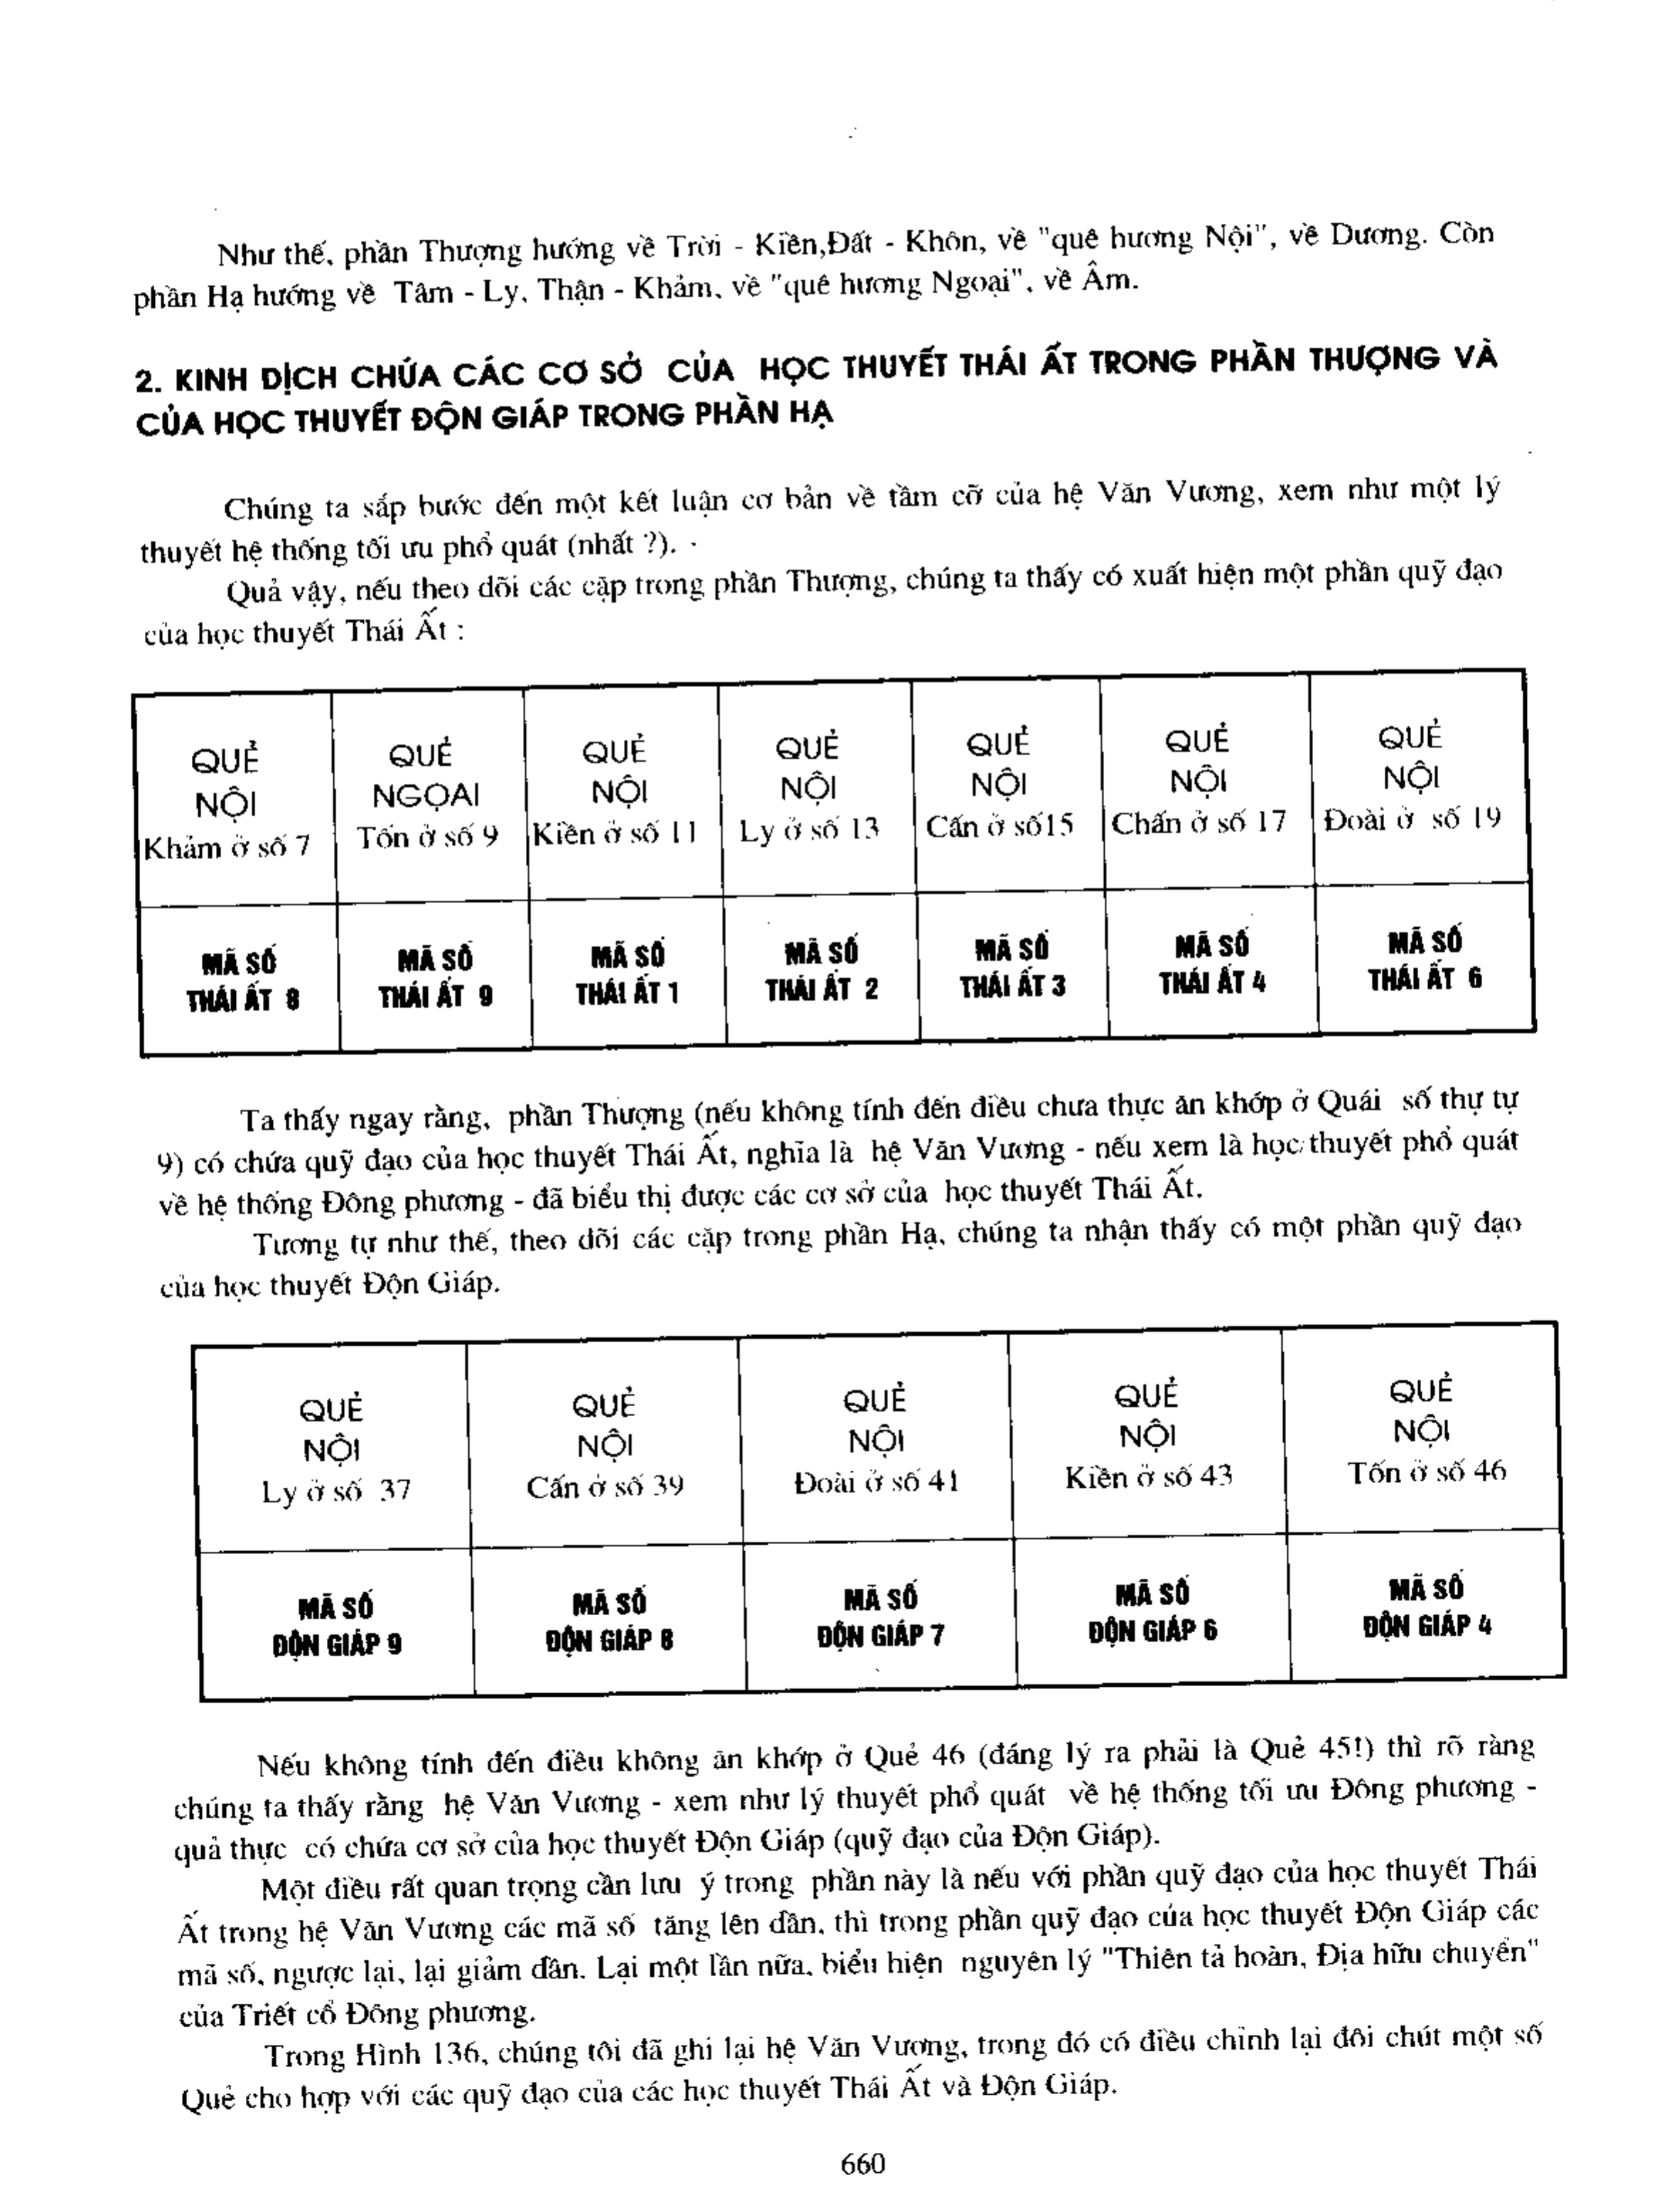 Như thế, phần Thượng hướng về Trời - Kiền,Đất - Khôn, về "quê hương Nội", về Dương. Còn
phần Hạ hướng về Tâm - Ly, Thận - Khảm, về "quê hương Ngoại", về Âm.
2. KINH DỊCH CHỨA CÁC CƠ SỞ CỦA HỌC THUYẾT THÁI ẤT TRONG PHẦN THƯỢNG VÀ
CỦA HỌC THUYẾT ĐỘN GIÁP TRONG PHẦN HẠ
Chúng ta sắp bước đến một kết luận cơ bản về tầm cỡ của hệ Văn Vương, xem như một lý
thuyết hệ thống tối ưu phổ quát (nhất ?).
Quả vậy, nếu theo dõi các cặp trong phần Thượng, chúng ta thấy có xuất hiện một phần quỹ đạo
của học thuyết Thái Ất :
QUẺ
NỘI
Khảm ở số 7
QUẺ
NGỌAI
Tốn ở số 9
QUẺ
NỘI
Kiền ở số 11
QUẺ
NỘI
Ly ở số 13
QUẺ
NỘI
Cấn ở số15
QUẺ
NỘI
Chấn ở số 17
QUẺ
NỘI
Đoài ở số 19
MÃ SỐ
THÁI ẤT 8
MÃ SỐ
THÁI ẤT 9
MÃ SỐ
THÁI ẤT 1
MÃ SỐ
THÁI ẤT 2
MÃ SỐ
THÁI ẤT 3
MÃ SỐ
THÁI ẤT 4
MÃ SỐ
THÁI ẤT 6
Ta thấy ngay rằng, phần Thượng (nếu không tính đến điều chưa thực ăn khớp ở Quái số thự tự
9) có chứa quỹ đạo của học thuyết Thái Ất, nghĩa là hệ Văn Vương - nếu xem là học thuyết phổ quát
về hệ thống Đông phương - đã biểu thị được các cơ sở của học thuyết Thái Ất.
Tương tự như thế, theo dõi các cặp trong phần Hạ, chúng ta nhận thấy có một phần quỹ đạo
của học thuyết Độn Giáp.
QUẺ
NỘI
Ly ở số 37
QUẺ
NỘI
Cấn ở số 39
QUẺ
NỘI
Đoài ở số 41
QUẺ
NỘI
Kiền ở số 43
QUẺ
NỘI
Tốn ở số 46
MÃ SỐ
ĐỘN GIÁP 9
MÃ SỐ
ĐỘN GIÁP 8
MÃ SỐ
ĐỘN GIÁP 7
MÃ SỐ
ĐỘN GIÁP 6
MÃ SỐ
ĐỘN GIÁP 4
Nếu không tính đến điều không ăn khớp ở Quẻ 46 (đáng lý ra phải là Quẻ 45!) thì rõ ràng
chúng ta thấy rằng hệ Văn Vương - xem như lý thuyết phổ quát về hệ thống tối ưu Đông phương -
quả thực có chứa cơ sở của học thuyết Độn Giáp (quỹ đạo của Độn Giáp).
Một điều rất quan trọng cần lưu ý trong phần này là nếu với phần quỹ đạo của học thuyết Thái
Ất trong hệ Văn Vương các mã số tăng lên dần, thì trong phần quỹ đạo của học thuyết Độn Giáp các
mã số, ngược lại, lại giảm dần. Lại một lần nữa, biểu hiện nguyên lý "Thiên tả hoàn, Địa hữu chuyển"
của Triết cổ Đông phương.
Trong Hình 136, chúng tôi đã ghi lại hệ Văn Vương, trong đó có điều chỉnh lại đôi chút một số
Quẻ cho hợp với các quỹ đạo của các học thuyết Thái Ất và Độn Giáp.
660